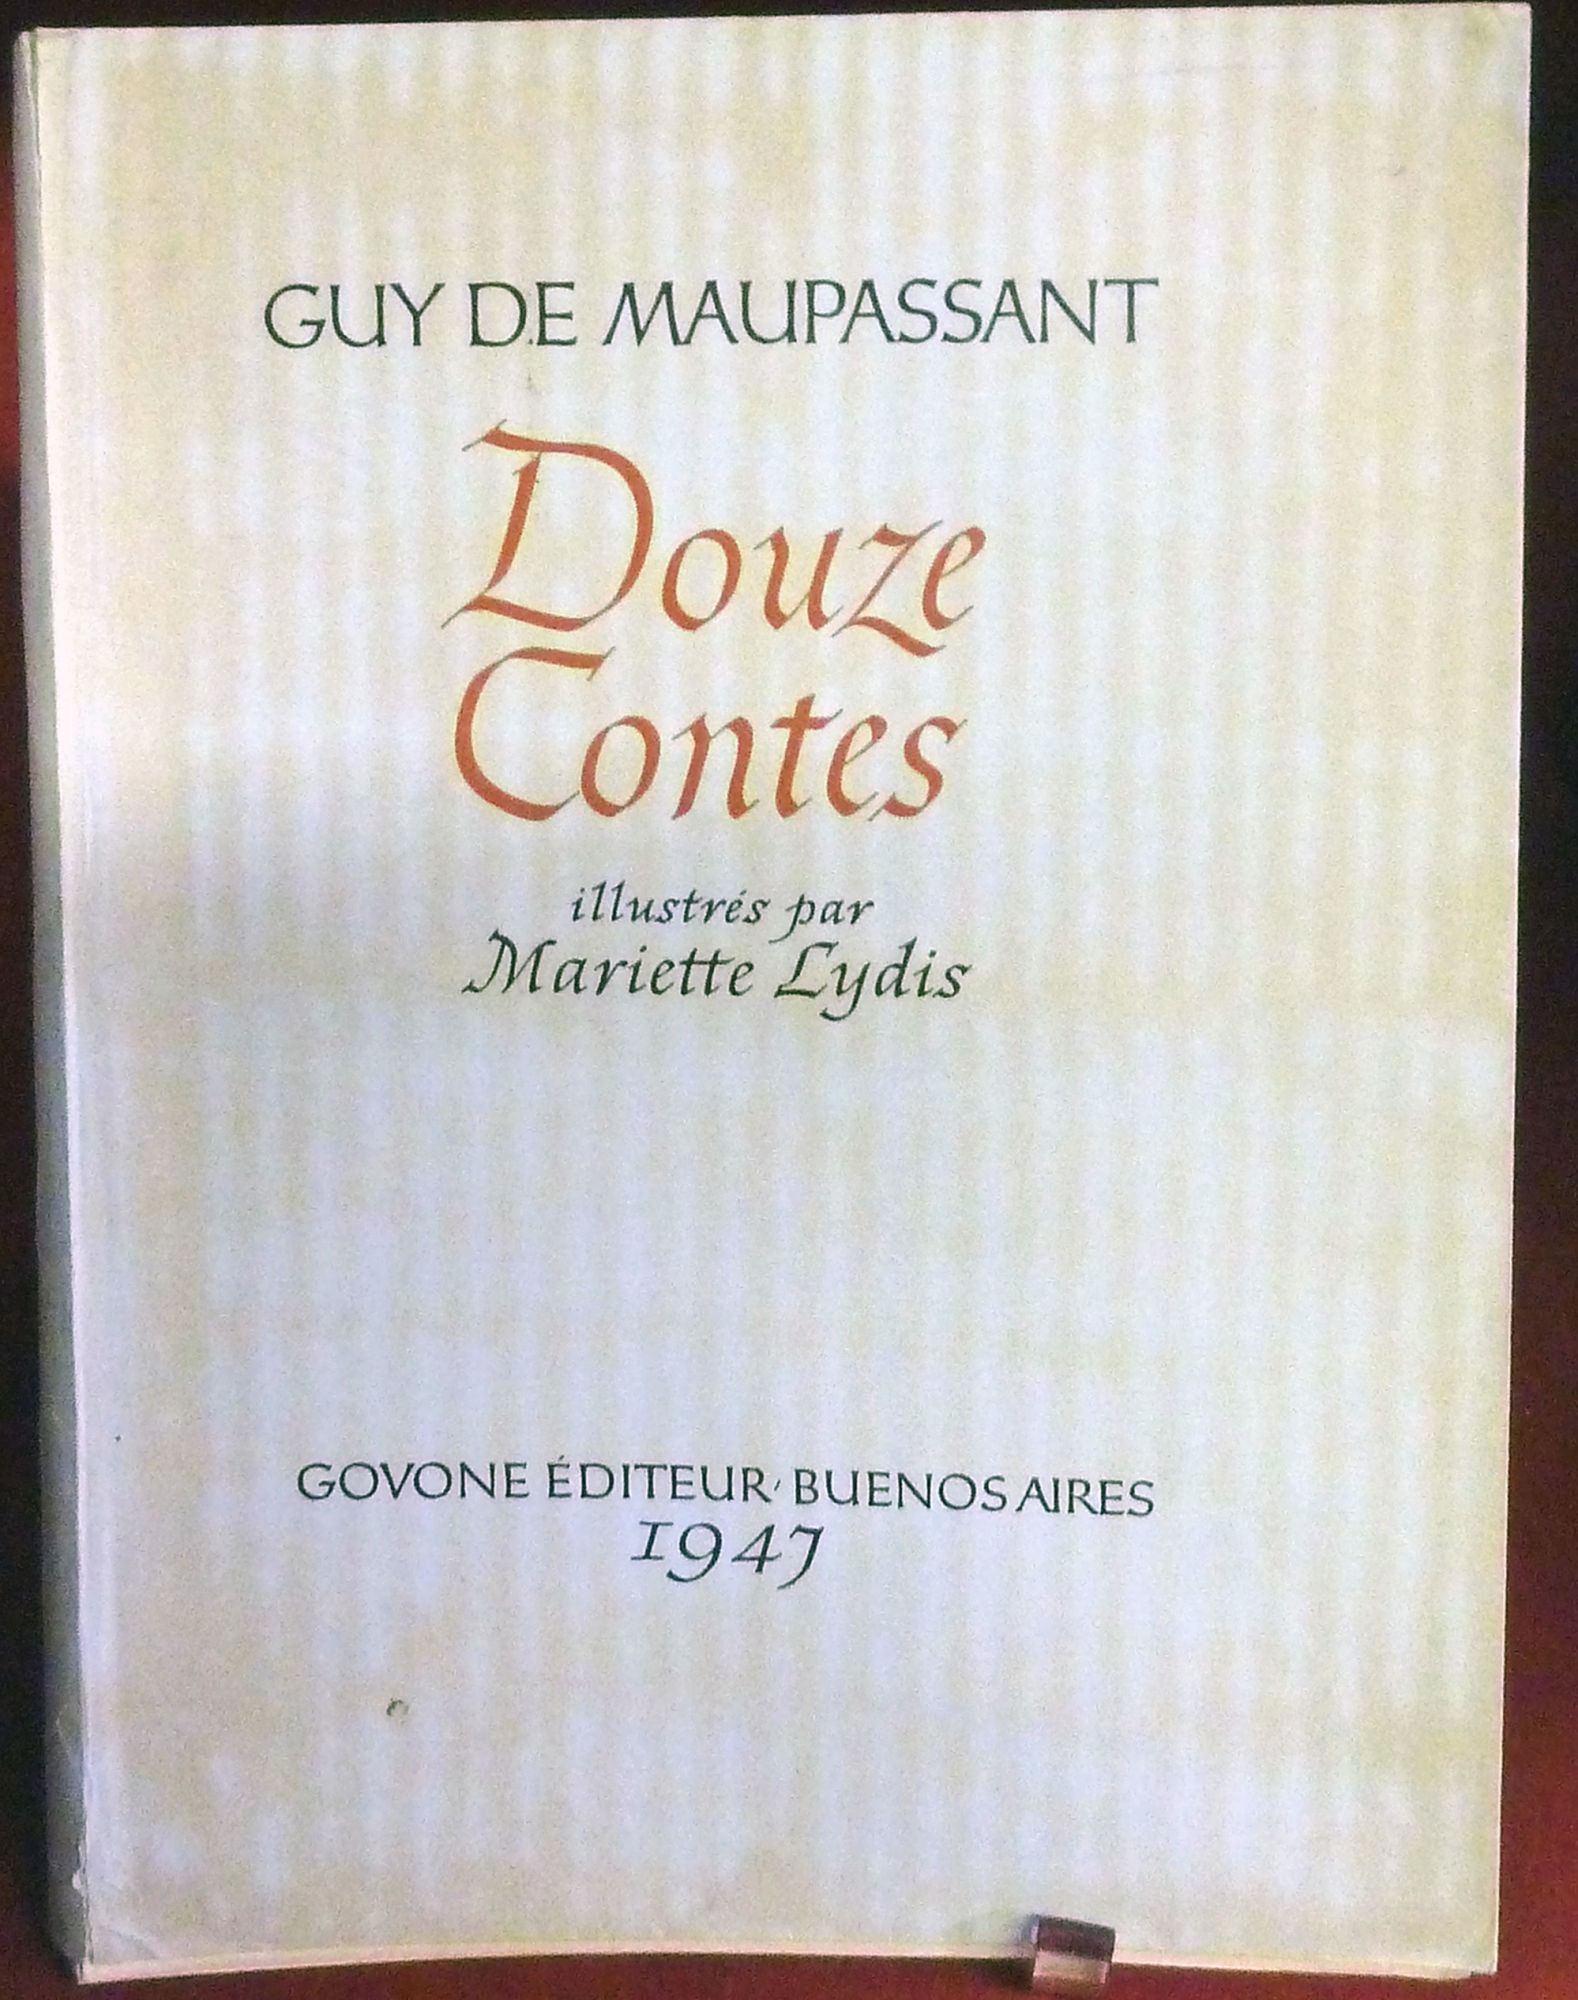 GUY DE MAUPASSANT
Douze
Contes
illustrés par
Mariette Lydis
GOVONE ÉDITEUR, BUENOS AIRES
1947